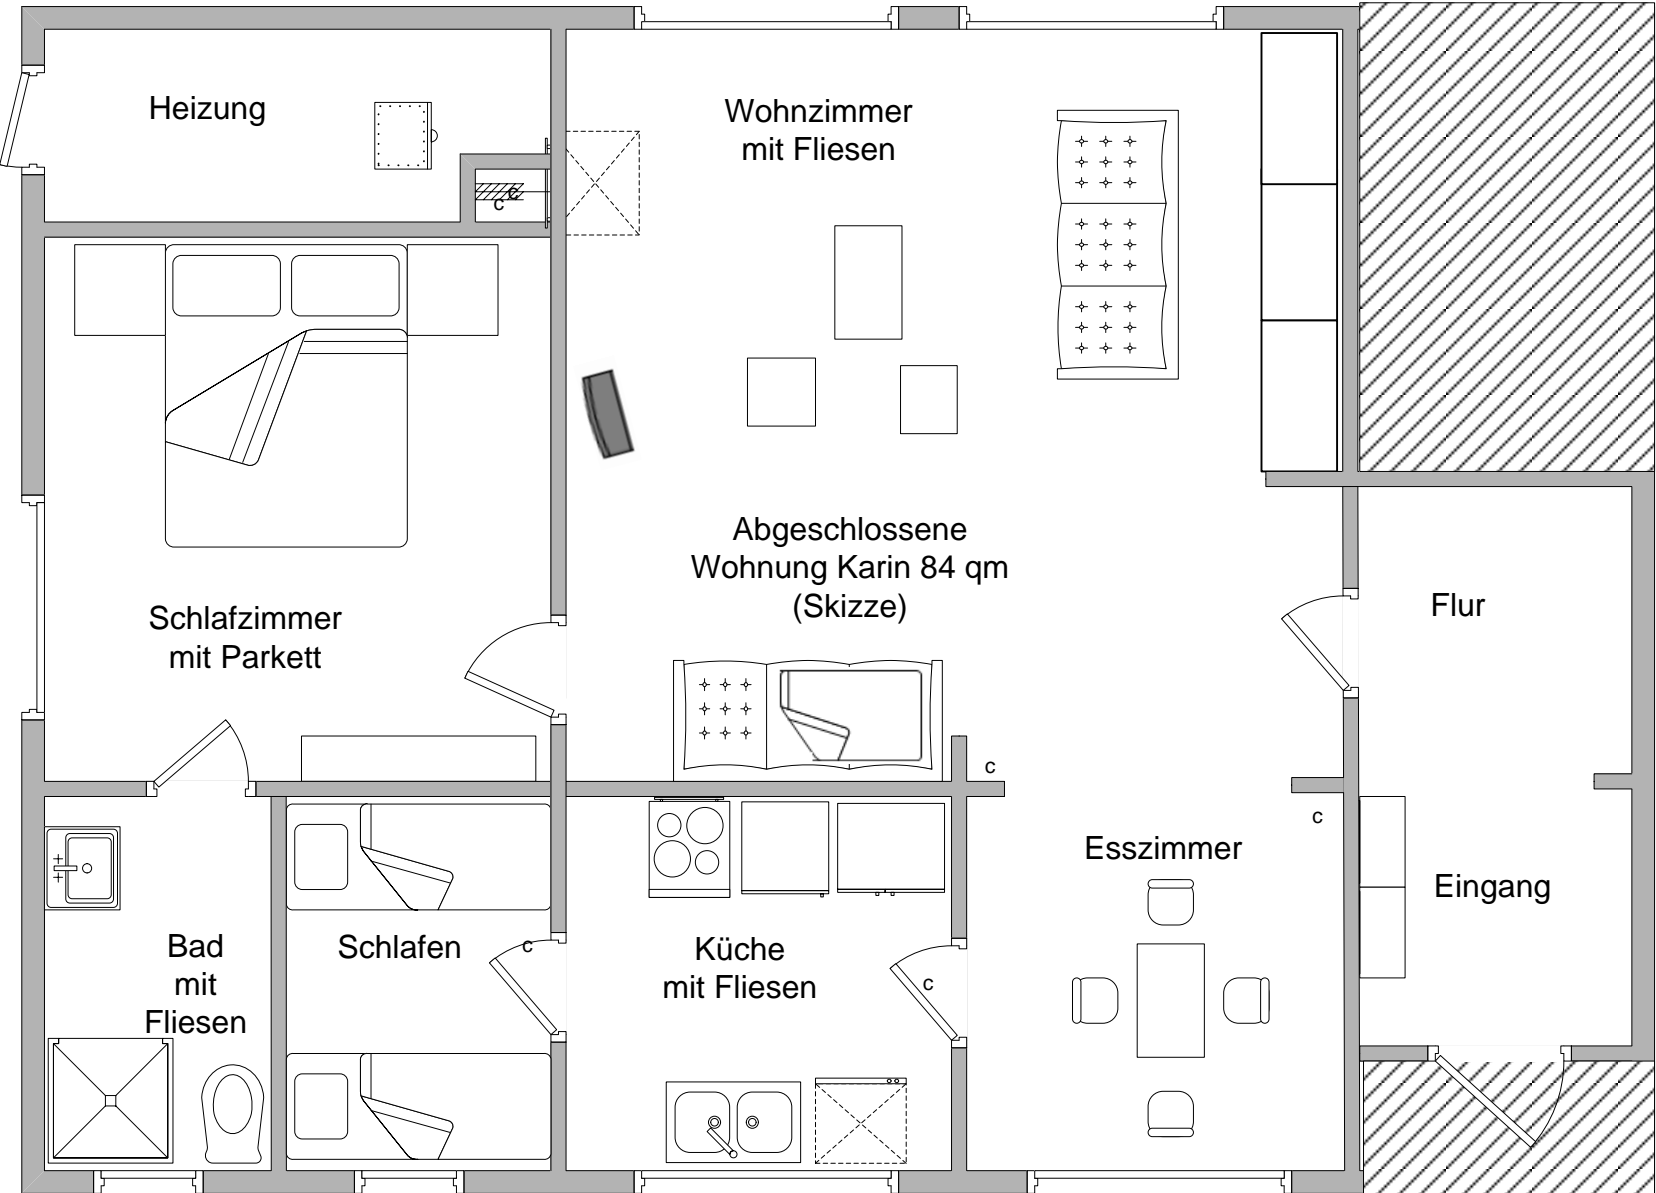 Heizung
Wohnzimmer
mit Fliesen
c
c
Abgeschlossene
Wohnung Karin 84 qm
(Skizze)
Flur
Schlafzimmer
mit Parkett
c
c
Esszimmer
Eingang
Bad
mit
Fliesen
Schlafen
c
Küche
mit Fliesen
c